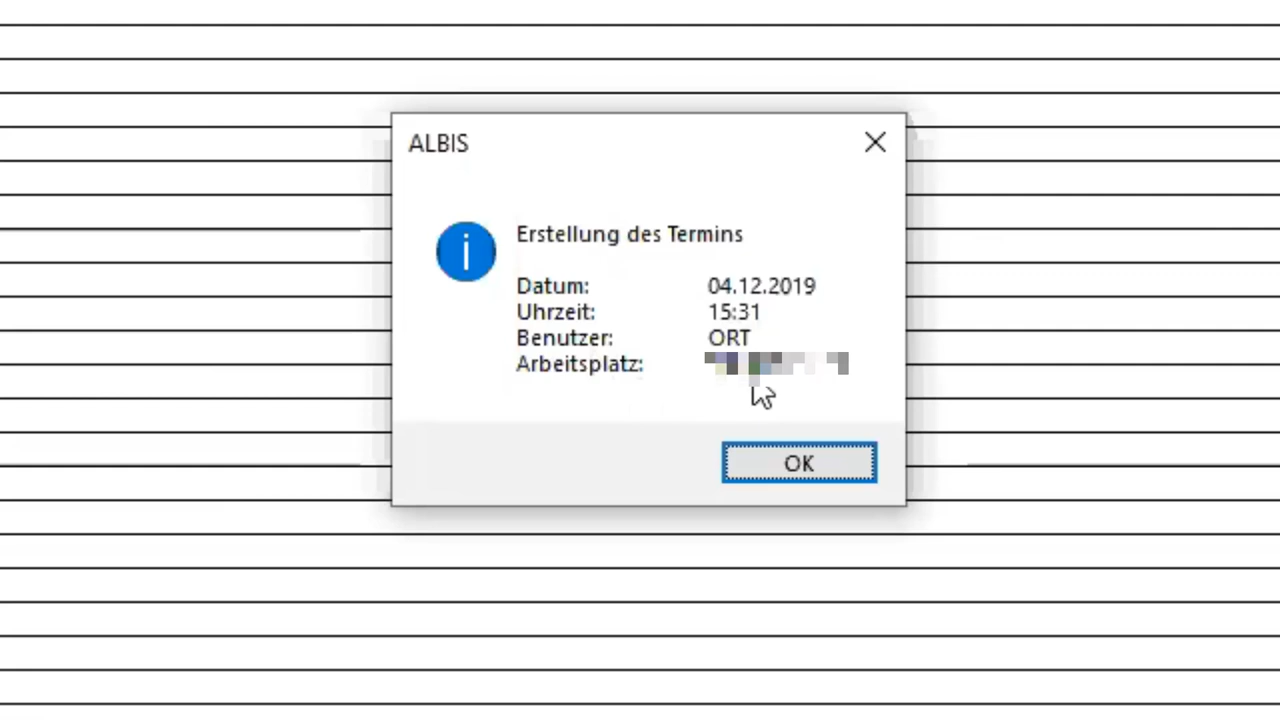 ALBIS
Erstellung des Termins
Datum: 04.12.2019
Uhrzeit: 15:31
Benutzer: ORT
Arbeitsplatz:
OK